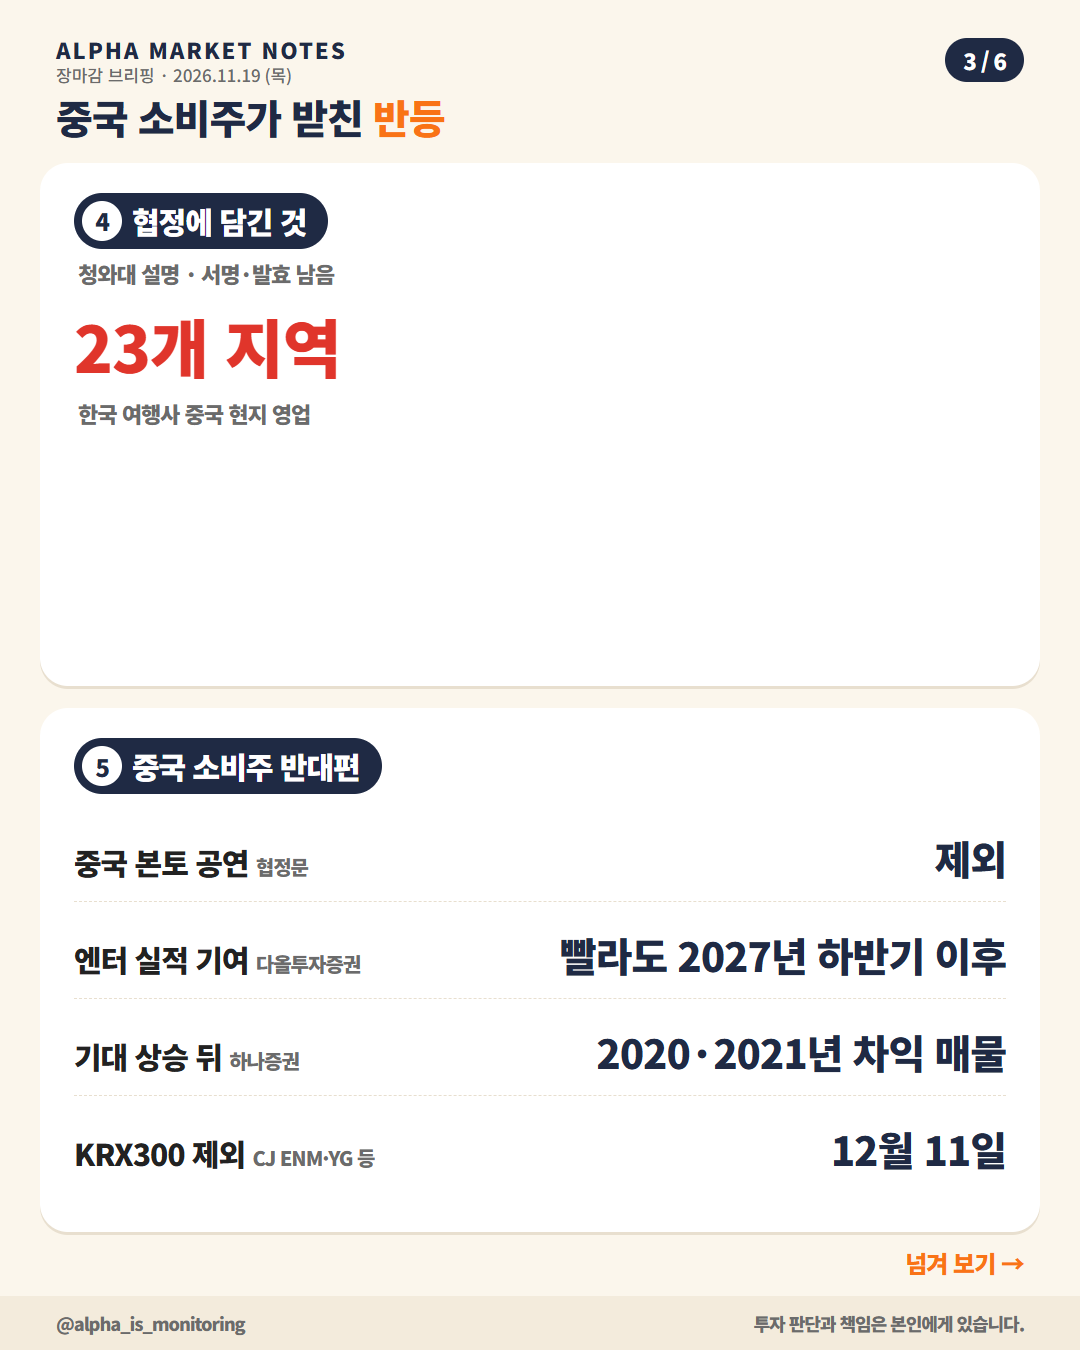 ALPHA MARKET NOTES
장마감 브리핑 · 2026.11.19 (목)
3 / 6
중국 소비주가 받친 반등
4 협정에 담긴 것
청와대 설명 · 서명·발효 남음
23개 지역
한국 여행사 중국 현지 영업
5 중국 소비주 반대편
중국 본토 공연 협정문 제외
엔터 실적 기여 다올투자증권 빨라도 2027년 하반기 이후
기대 상승 뒤 하나증권 2020·2021년 차익 매물
KRX300 제외 CJ ENM·YG 등 12월 11일
넘겨 보기 →
@alpha_is_monitoring
투자 판단과 책임은 본인에게 있습니다.